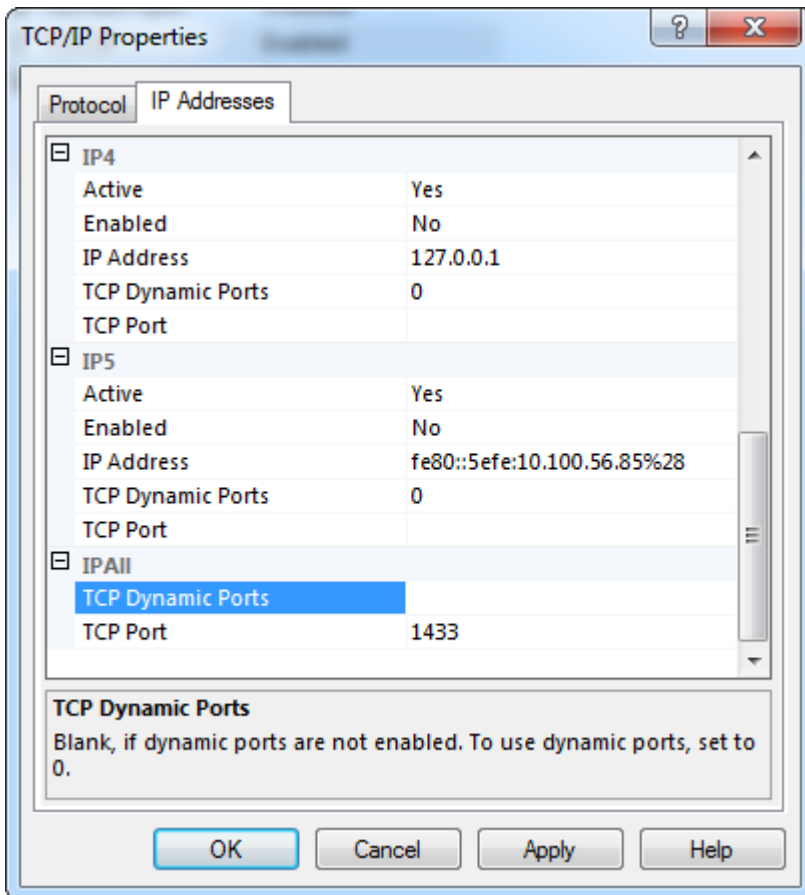 TCP/IP Properties
Protocol IP Addresses
IP4
Active Yes
Enabled No
IP Address 127.0.0.1
TCP Dynamic Ports 0
TCP Port
IP5
Active Yes
Enabled No
IP Address fe80::5efe:10.100.56.85%28
TCP Dynamic Ports 0
TCP Port
IPAll
TCP Dynamic Ports
TCP Port 1433
TCP Dynamic Ports
Blank, if dynamic ports are not enabled. To use dynamic ports, set to
0.
OK Cancel Apply Help